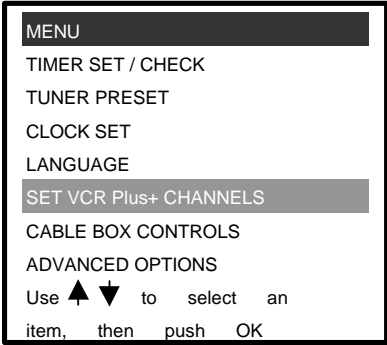 MENU
TIMER SET / CHECK
TUNER PRESET
CLOCK SET
LANGUAGE
SET VCR Plus+ CHANNELS
CABLE BOX CONTROLS
ADVANCED OPTIONS
Use ▲ ▼ to select an
item, then push OK